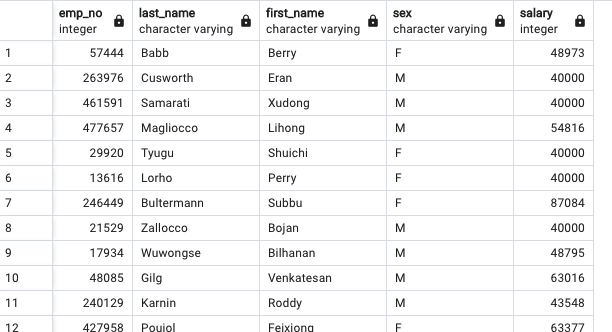 emp_no last_name first_name sex salary
integer character varying character varying character varying integer
1 57444 Babb Berry F 48973
2 263976 Cusworth Eran M 40000
3 461591 Samarati Xudong M 40000
4 477657 Magliocco Lihong M 54816
5 29920 Tyugu Shuichi F 40000
6 13616 Lorho Perry F 40000
7 246449 Bultermann Subbu F 87084
8 21529 Zallocco Bojan M 40000
9 17934 Wuwongse Bilhanan M 48795
10 48085 Gilg Venkatesan M 63016
11 240129 Karnin Roddy M 43548
12 427958 Poujol Feixiong F 63377